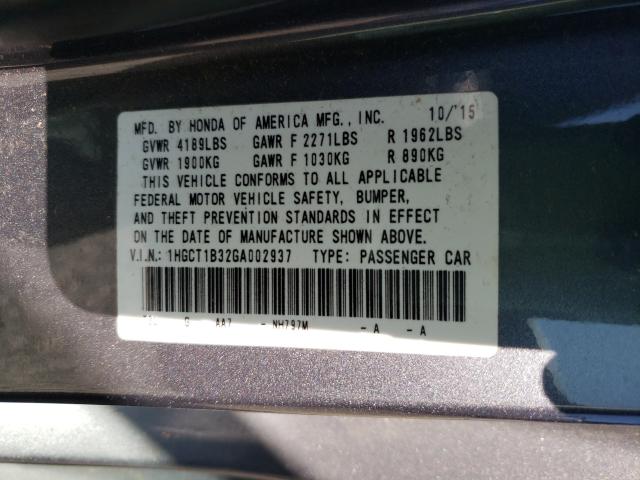 MFD. BY HONDA OF AMERICA MFG., INC. 10/'15
GVWR 4189LBS GAWR F 2271LBS R 1962LBS
GVWR 1900KG GAWR F 1030KG R 890KG
THIS VEHICLE CONFORMS TO ALL APPLICABLE
FEDERAL MOTOR VEHICLE SAFETY, BUMPER,
AND THEFT PREVENTION STANDARDS IN EFFECT
ON THE DATE OF MANUFACTURE SHOWN ABOVE.
V.I.N.: 1HGCT1B32GA002937 TYPE: PASSENGER CAR
G AA7 - NH797M - A - A